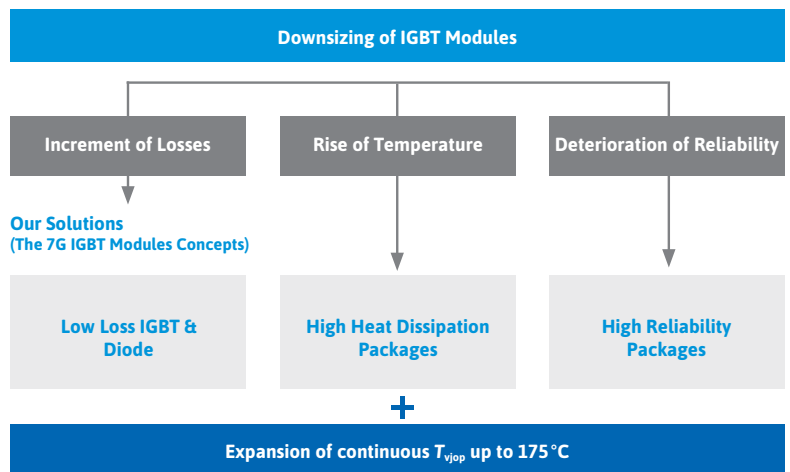 Downsizing of IGBT Modules
Increment of Losses
Rise of Temperature
Deterioration of Reliability
Our Solutions
(The 7G IGBT Modules Concepts)
Low Loss IGBT &
Diode
High Heat Dissipation
Packages
High Reliability
Packages
+
Expansion of continuous Tvjop up to 175 °C